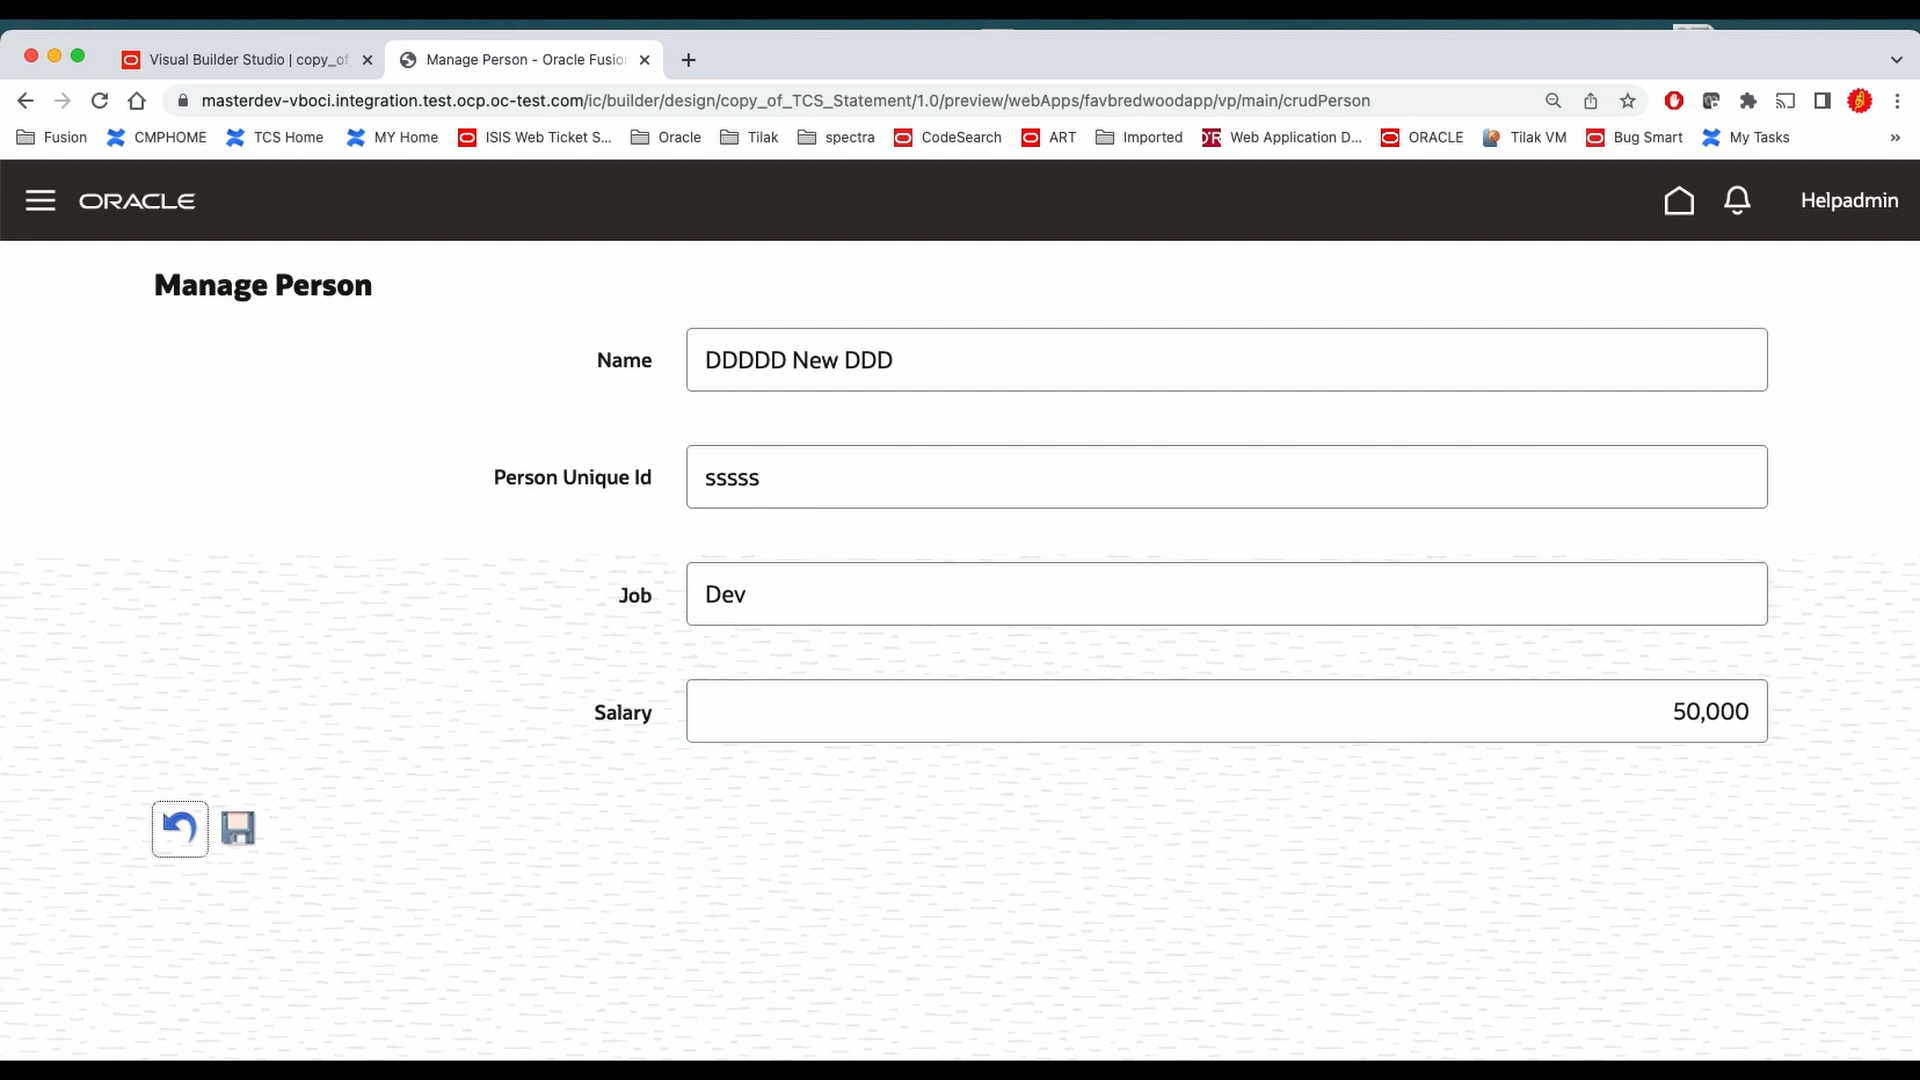 Visual Builder Studio | copy_of
Manage Person - Oracle Fusion
masterdev-vboci.integration.test.ocp.oc-test.com/ic/builder/design/copy_of_TCS_Statement/1.0/preview/webApps/favbredwoodapp/vp/main/crudPerson
Fusion CMPHOME TCS Home MY Home ISIS Web Ticket S... Oracle Tilak spectra CodeSearch ART Imported Web Application D... ORACLE Tilak VM Bug Smart My Tasks »
ORACLE
Helpadmin
Manage Person
Name DDDDD New DDD
Person Unique Id sssss
Job Dev
Salary 50,000